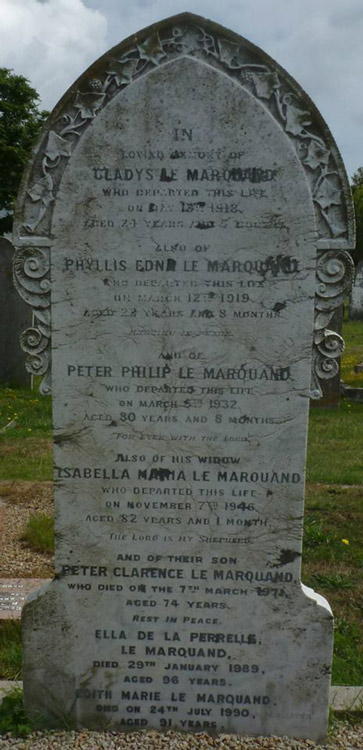 IN
LOVING MEMORY OF
GLADYS LE MARQUAND
WHO DEPARTED THIS LIFE
ON 13TH 1918,
AGED 24 YEARS AND MONTHS.
ALSO OF
PHYLLIS EDNA LE MARQUAND
WHO DEPARTED THIS LIFE
ON MARCH 12TH 1919,
AGED 22 YEARS AND 8 MONTHS.
AND OF
PETER PHILIP LE MARQUAND
WHO DEPARTED THIS LIFE
ON MARCH 5TH 1932,
AGED 80 YEARS AND 8 MONTHS.
"FOR EVER WITH THE LORD."
ALSO OF HIS WIDOW
ISABELLA MARIA LE MARQUAND
WHO DEPARTED THIS LIFE
ON NOVEMBER 7TH 1946,
AGED 82 YEARS AND 1 MONTH.
THE LORD IS MY SHEPHERD.
AND OF THEIR SON
PETER CLARENCE LE MARQUAND,
WHO DIED ON THE 7TH MARCH
AGED 74 YEARS.
REST IN PEACE.
ELLA DE LA PERRELLE,
LE MARQUAND,
DIED 29TH JANUARY 1989,
AGED 96 YEARS.
EDITH MARIE LE MARQUAND,
DIED ON 24TH JULY 1990,
AGED 91 YEARS.